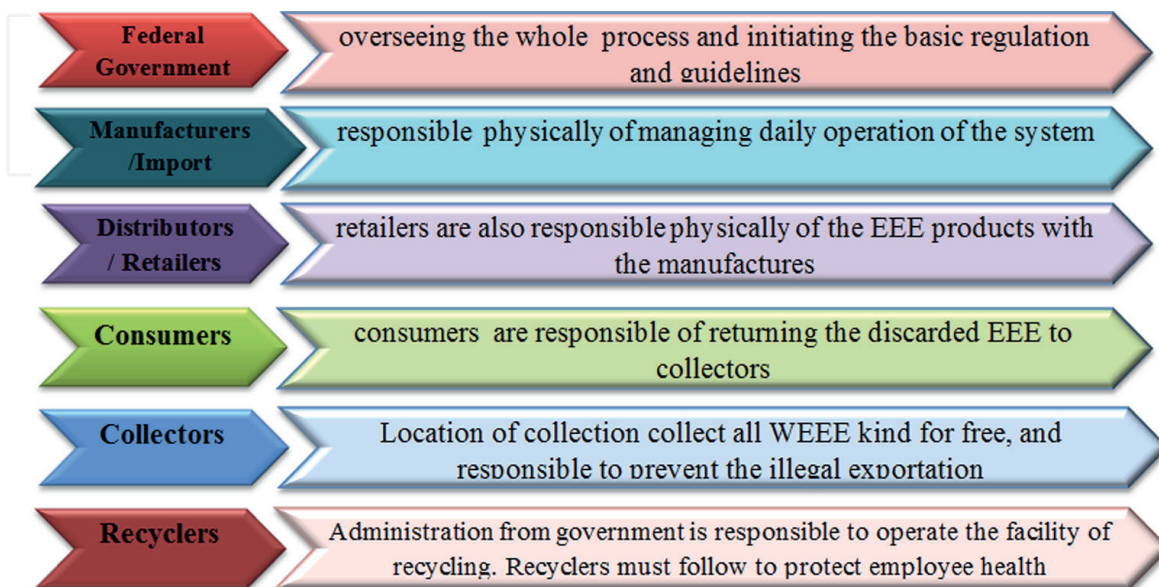 Federal
Government
overseeing the whole process and initiating the basic regulation
and guidelines
Manufacturers
/Import
responsible physically of managing daily operation of the system
Distributors
/ Retailers
retailers are also responsible physically of the EEE products with
the manufactures
Consumers
consumers are responsible of returning the discarded EEE to
collectors
Collectors
Location of collection collect all WEEE kind for free, and
responsible to prevent the illegal exportation
Recyclers
Administration from government is responsible to operate the facility of
recycling. Recyclers must follow to protect employee health